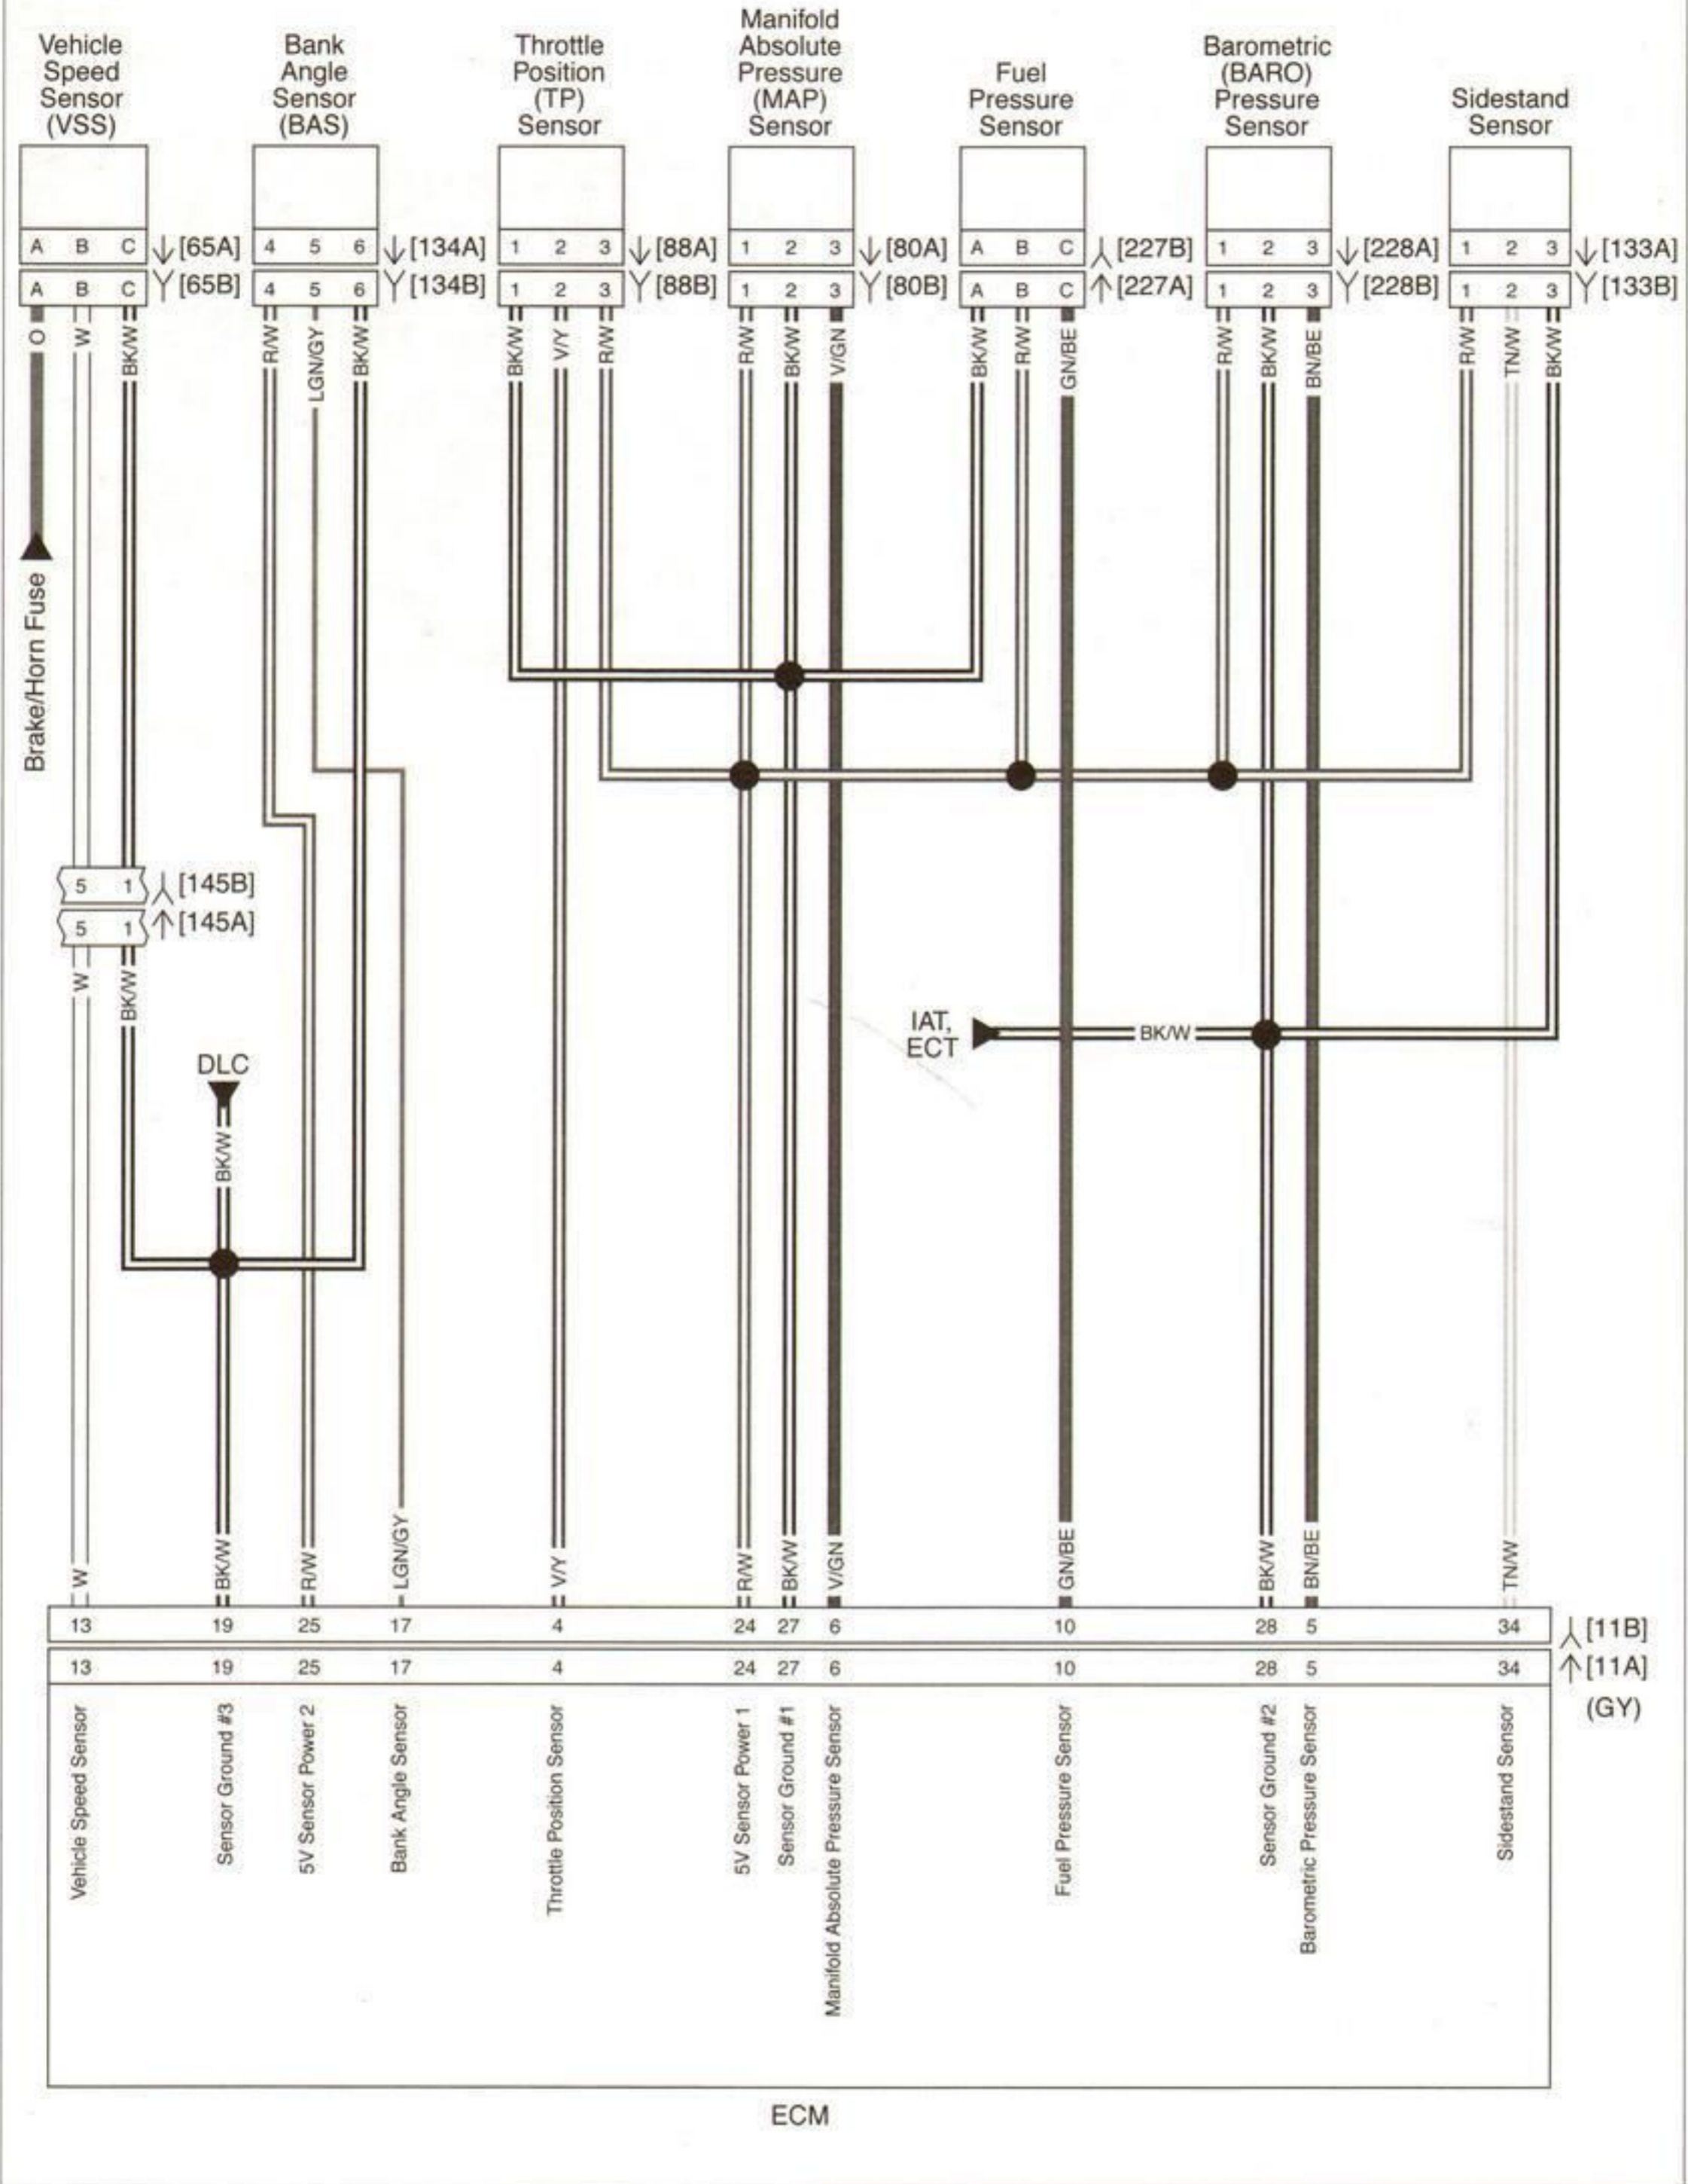 Vehicle
Speed
Sensor
(VSS)
Bank
Angle
Sensor
(BAS)
Throttle
Position
(TP)
Sensor
Manifold
Absolute
Pressure
(MAP)
Sensor
Fuel
Pressure
Sensor
Barometric
(BARO)
Pressure
Sensor
Sidestand
Sensor
A B C [65A] 4 5 6 [134A] 1 2 3 [88A] 1 2 3 [80A] A B C [227B] 1 2 3 [228A] 1 2 3 [133A]
A B C [65B] 4 5 6 [134B] 1 2 3 [88B] 1 2 3 [80B] A B C [227A] 1 2 3 [228B] 1 2 3 [133B]
O W BK/W R/W LGN/GY BK/W BK/W V/Y R/W R/W BK/W V/GN BK/W R/W GN/BE R/W BK/W BN/BE R/W TN/W BK/W
Brake/Horn Fuse
5 1 [145B]
5 1 [145A]
W BK/W
IAT,
ECT
BK/W
DLC
BK/W
W BK/W R/W LGN/GY V/Y R/W BK/W V/GN GN/BE BK/W BN/BE TN/W
13 19 25 17 4 24 27 6 10 28 5 34 [11B]
13 19 25 17 4 24 27 6 10 28 5 34 [11A]
(GY)
Vehicle Speed Sensor
Sensor Ground #3
5V Sensor Power 2
Bank Angle Sensor
Throttle Position Sensor
5V Sensor Power 1
Sensor Ground #1
Manifold Absolute Pressure Sensor
Fuel Pressure Sensor
Sensor Ground #2
Barometric Pressure Sensor
Sidestand Sensor
ECM